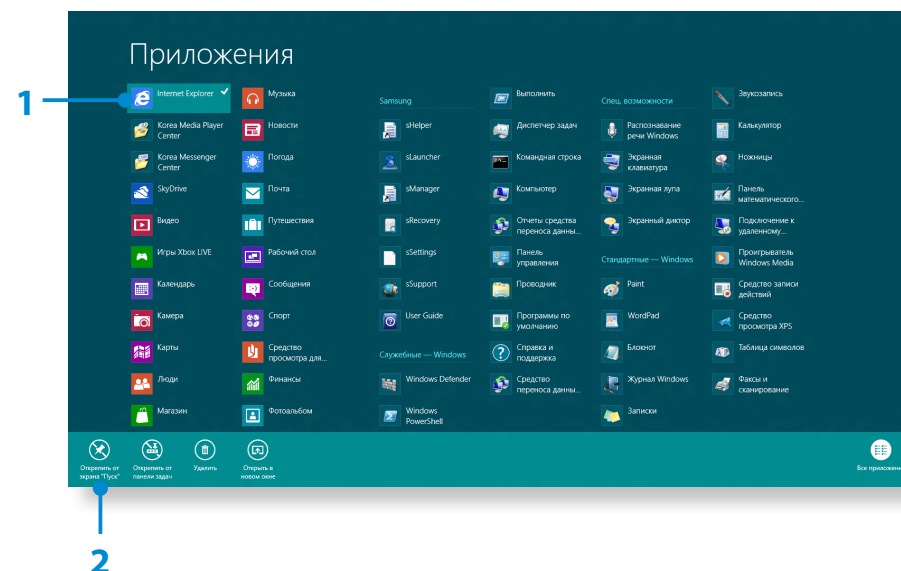 Приложения
1
Internet Explorer
Korea Media Player
Center
Korea Messenger
Center
SkyDrive
Видео
Игры Xbox LIVE
Календарь
Камера
Карты
Люди
Магазин
Музыка
Новости
Погода
Почта
Путешествия
Рабочий стол
Сообщения
Спорт
Средство
просмотра для...
Финансы
Фотоальбом
Samsung
sHelper
sLauncher
sManager
sRecovery
sSettings
sSupport
User Guide
Служебные — Windows
Windows Defender
Windows
PowerShell
Выполнить
Диспетчер задач
Командная строка
Компьютер
Отчеты средства
переноса данны...
Панель
управления
Проводник
Программы по
умолчанию
Справка и
поддержка
Средство
переноса данны...
Спец. возможности
Распознавание
речи Windows
Экранная
клавиатура
Экранная лупа
Экранный диктор
Стандартные — Windows
Paint
WordPad
Блокнот
Журнал Windows
Записки
Звукозапись
Калькулятор
Ножницы
Панель
математического...
Подключение к
удаленному...
Проигрыватель
Windows Media
Средство записи
действий
Средство
просмотра XPS
Таблица символов
Факсы и
сканирование
Открепить от
экрана "Пуск"
Открепить от
панели задач
Удалить
Открыть в
новом окне
Все приложени
2